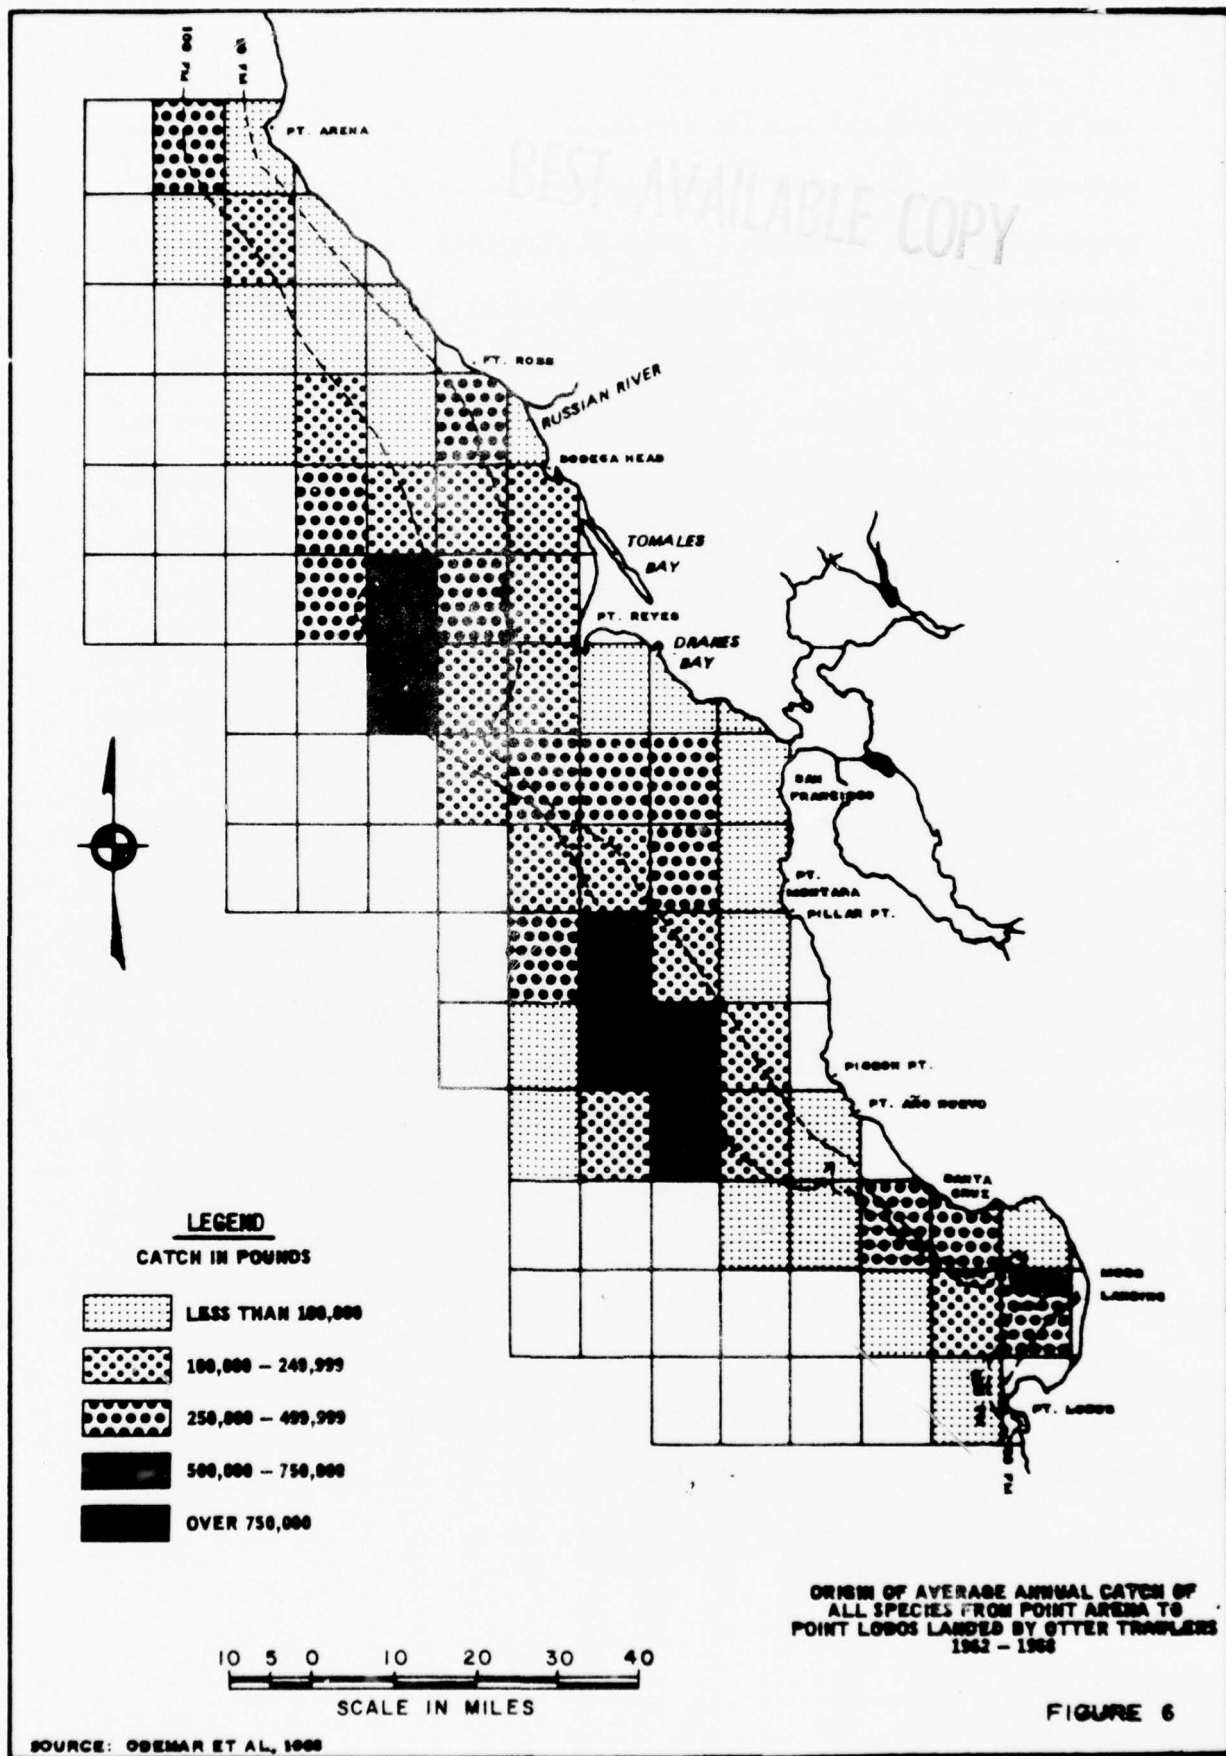 100 FM
PT. ARENA
BEST AVAILABLE COPY
FT. ROSS
RUSSIAN RIVER
BODEGA HEAD
TOMALES
BAY
PT. REYES
DRAKES
BAY
SAN
FRANCISCO
PT.
MONTARA
PILLAR PT.
PIGEON PT.
PT. AÑO NUEVO
SANTA
CRUZ
MOSS
LANDING
PT. LOBOS
LEGEND
CATCH IN POUNDS
LESS THAN 100,000
100,000 – 249,999
250,000 – 499,999
500,000 – 750,000
OVER 750,000
ORIGIN OF AVERAGE ANNUAL CATCH OF
ALL SPECIES FROM POINT ARENA TO
POINT LOBOS LANDED BY OTTER TRAWLERS
1962 – 1968
10 5 0 10 20 30 40
SCALE IN MILES
FIGURE 6
SOURCE: ODEMAR ET AL, 1968